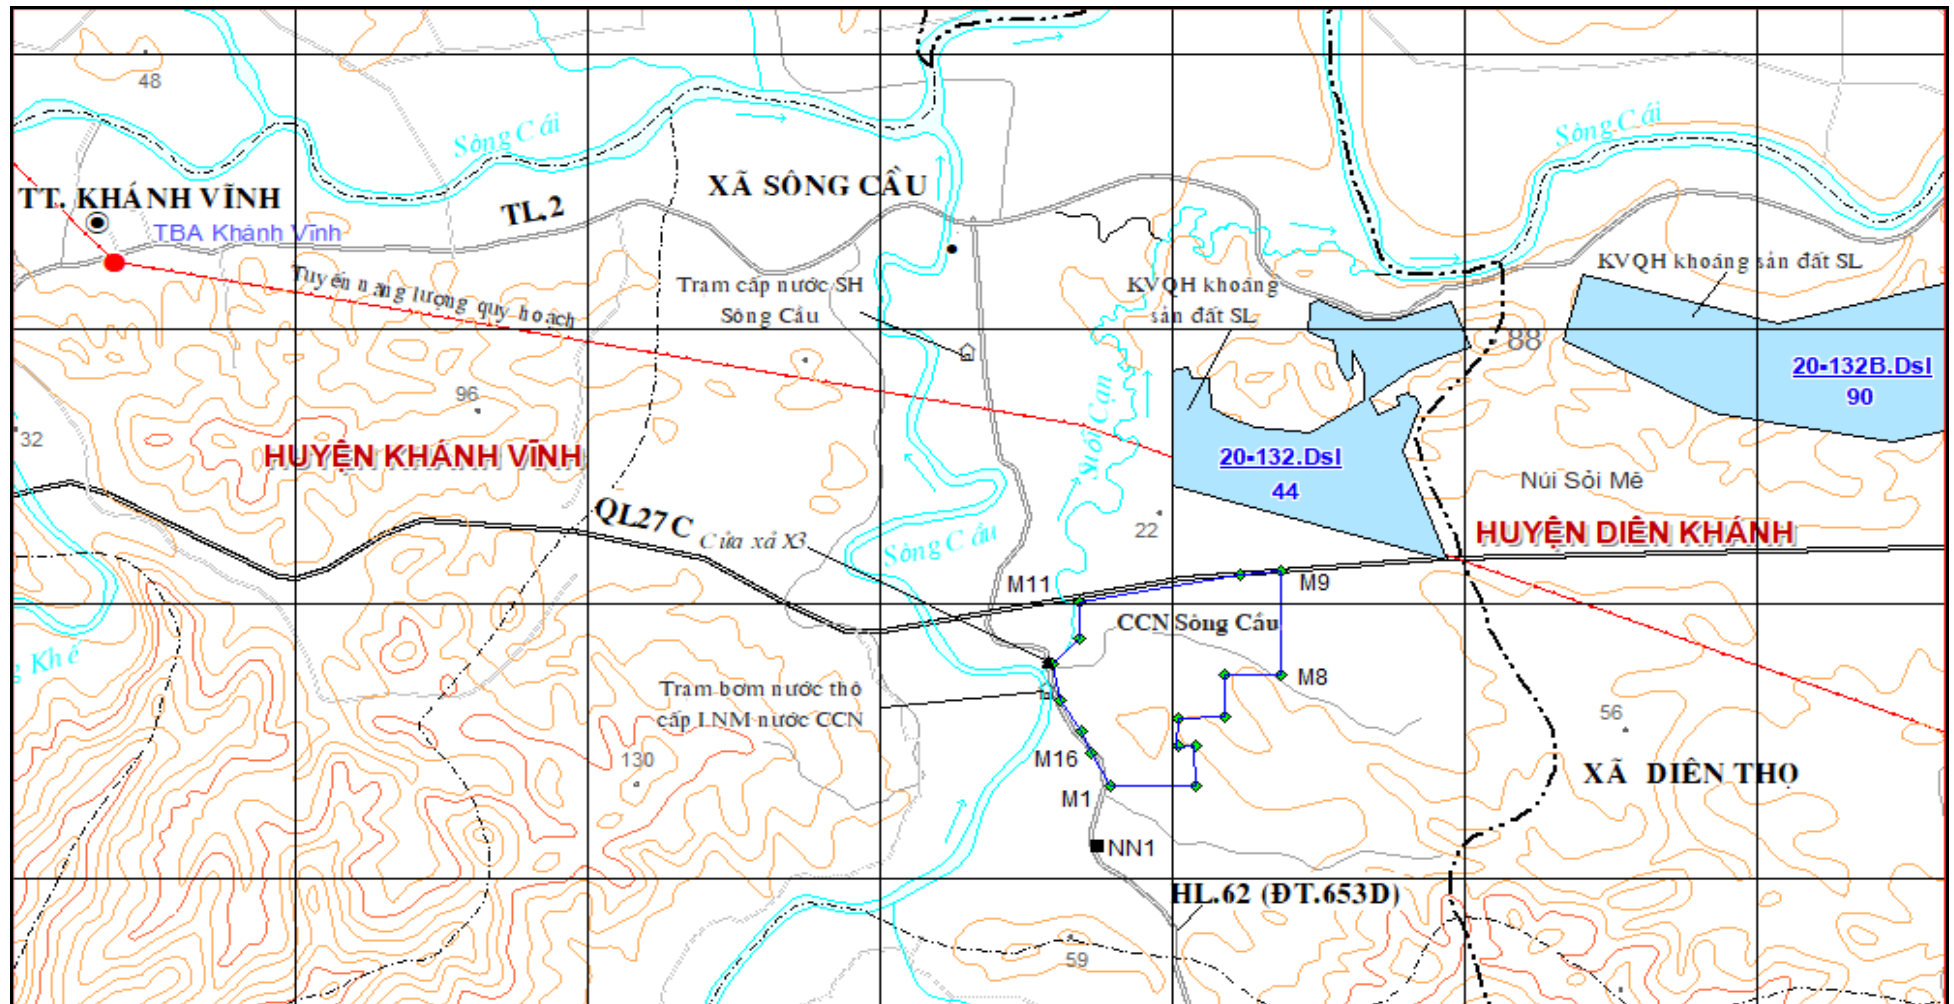 48
Sông Cái
Sông Cái
TT. KHÁNH VĨNH
XÃ SÔNG CẦU
TL.2
TBA Khánh Vĩnh
Tuyến năng lượng quy hoạch
Trạm cấp nước SH
Sông Cầu
KVQH khoáng
sản đất SL
KVQH khoáng sản đất SL
88
20-132B.Dsl
90
96
32
HUYỆN KHÁNH VĨNH
Suối Cạn
20-132.Dsl
44
Núi Sỏi Mê
QL27C
Cửa xả X3
Sông Cầu
22
HUYỆN DIÊN KHÁNH
M11
M9
CCN Sông Cầu
Khế
M8
Trạm bơm nước thô
cấp LNM nước CCN
56
M16
130
XÃ DIÊN THỌ
M1
NN1
HL.62 (ĐT.653D)
59